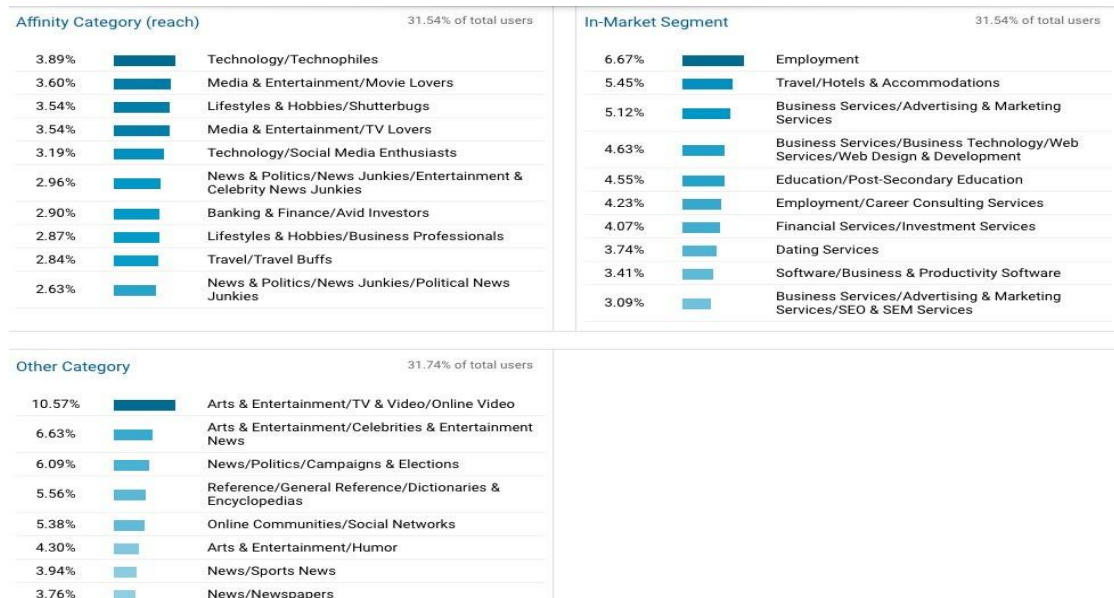 Affinity Category (reach) 31.54% of total users
3.89% Technology/Technophiles
3.60% Media & Entertainment/Movie Lovers
3.54% Lifestyles & Hobbies/Shutterbugs
3.54% Media & Entertainment/TV Lovers
3.19% Technology/Social Media Enthusiasts
2.96% News & Politics/News Junkies/Entertainment &
Celebrity News Junkies
2.90% Banking & Finance/Avid Investors
2.87% Lifestyles & Hobbies/Business Professionals
2.84% Travel/Travel Buffs
2.63% News & Politics/News Junkies/Political News
Junkies
In-Market Segment 31.54% of total users
6.67% Employment
5.45% Travel/Hotels & Accommodations
5.12% Business Services/Advertising & Marketing
Services
4.63% Business Services/Business Technology/Web
Services/Web Design & Development
4.55% Education/Post-Secondary Education
4.23% Employment/Career Consulting Services
4.07% Financial Services/Investment Services
3.74% Dating Services
3.41% Software/Business & Productivity Software
3.09% Business Services/Advertising & Marketing
Services/SEO & SEM Services
Other Category 31.74% of total users
10.57% Arts & Entertainment/TV & Video/Online Video
6.63% Arts & Entertainment/Celebrities & Entertainment
News
6.09% News/Politics/Campaigns & Elections
5.56% Reference/General Reference/Dictionaries &
Encyclopedias
5.38% Online Communities/Social Networks
4.30% Arts & Entertainment/Humor
3.94% News/Sports News
3.76% News/Newspapers